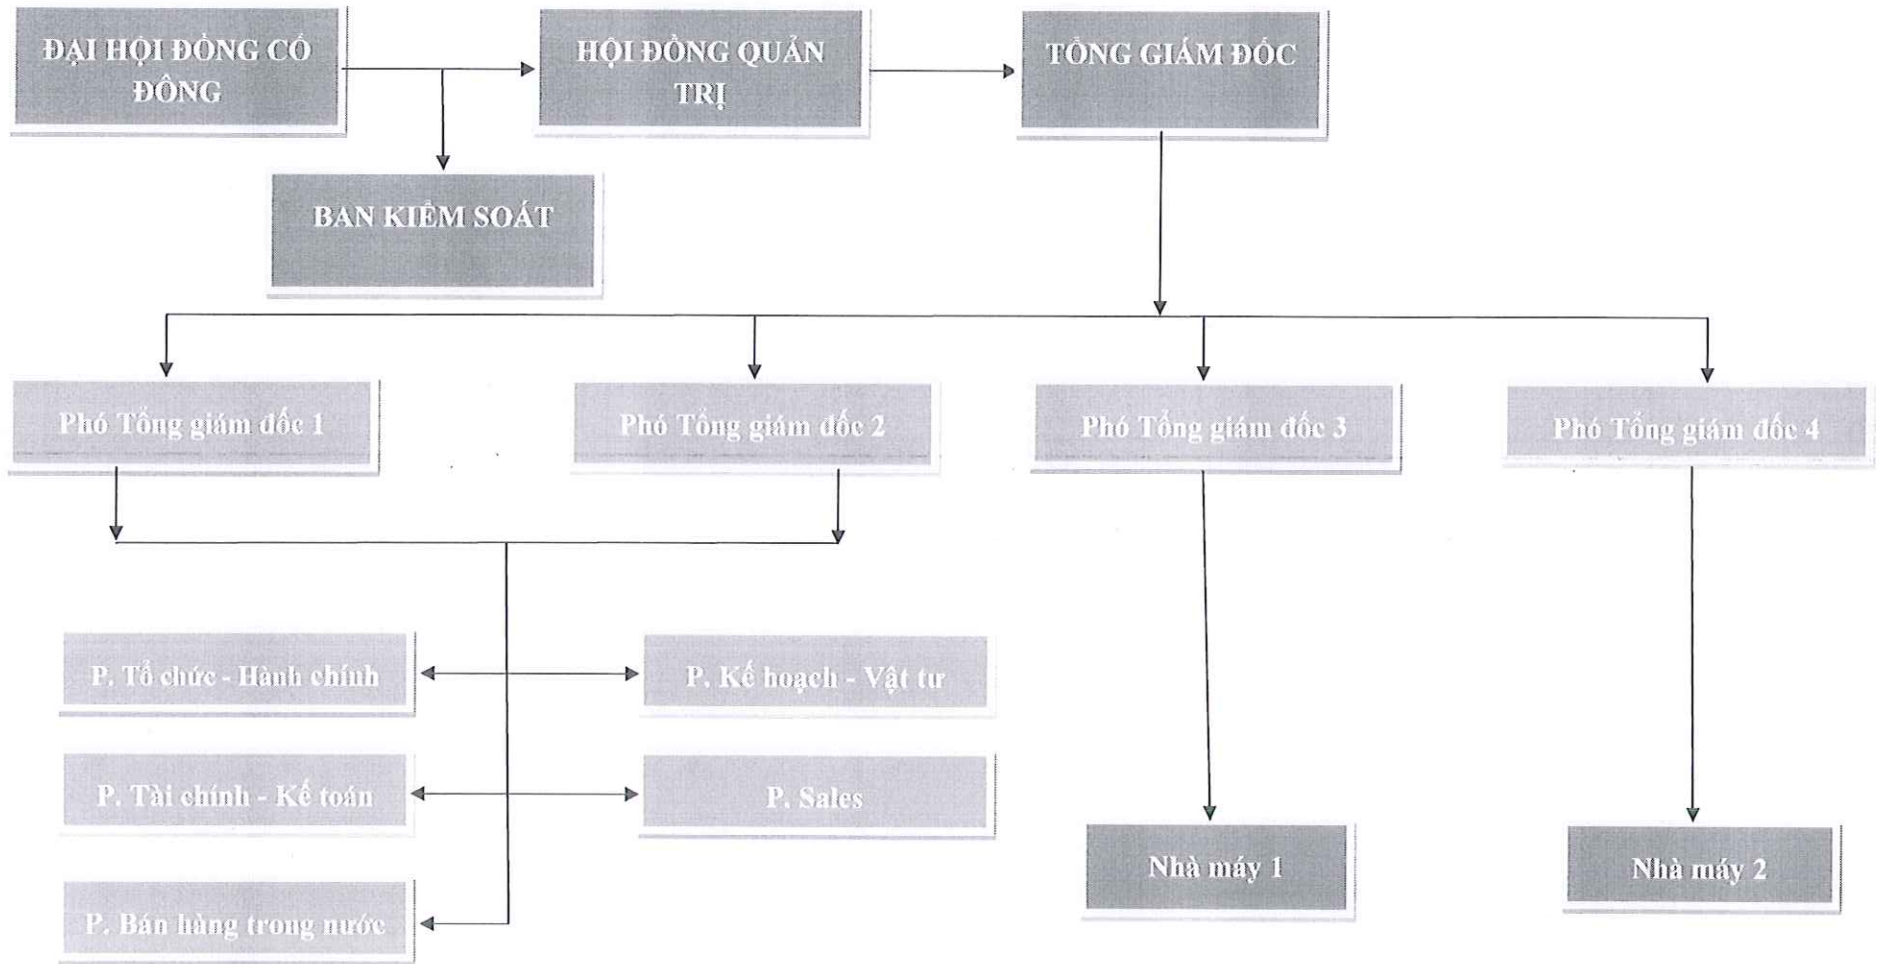 ĐẠI HỘI ĐỒNG CỔ
ĐÔNG
HỘI ĐỒNG QUẢN
TRỊ
TỔNG GIÁM ĐỐC
BAN KIỂM SOÁT
Phó Tổng giám đốc 1
Phó Tổng giám đốc 2
Phó Tổng giám đốc 3
Phó Tổng giám đốc 4
P. Tổ chức - Hành chính
P. Kế hoạch - Vật tư
P. Tài chính - Kế toán
P. Sales
Nhà máy 1
Nhà máy 2
P. Bán hàng trong nước